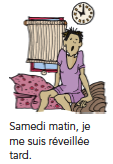 Samedi matin, je
me suis réveillée
tard.